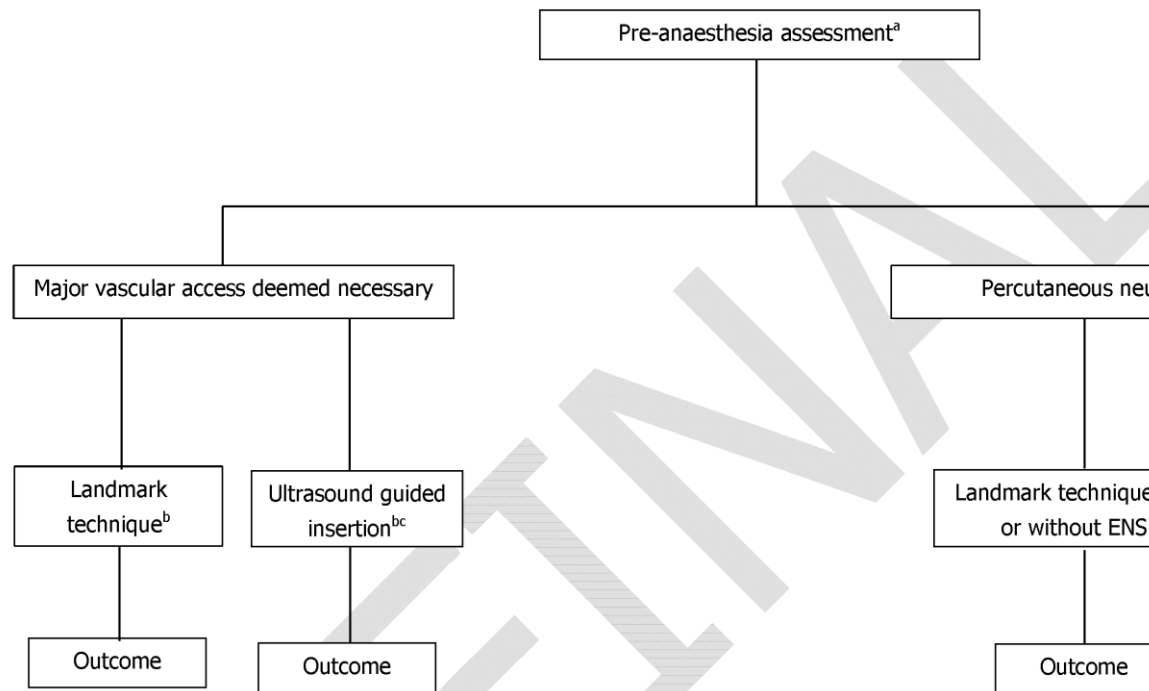 Pre-anaesthesia assessmentᵃ
Major vascular access deemed necessary
Percutaneous
Landmark
techniqueᵇ
Ultrasound guided
insertionᵇᶜ
Landmark technique
or without ENS
Outcome
Outcome
Outcome
FINAL